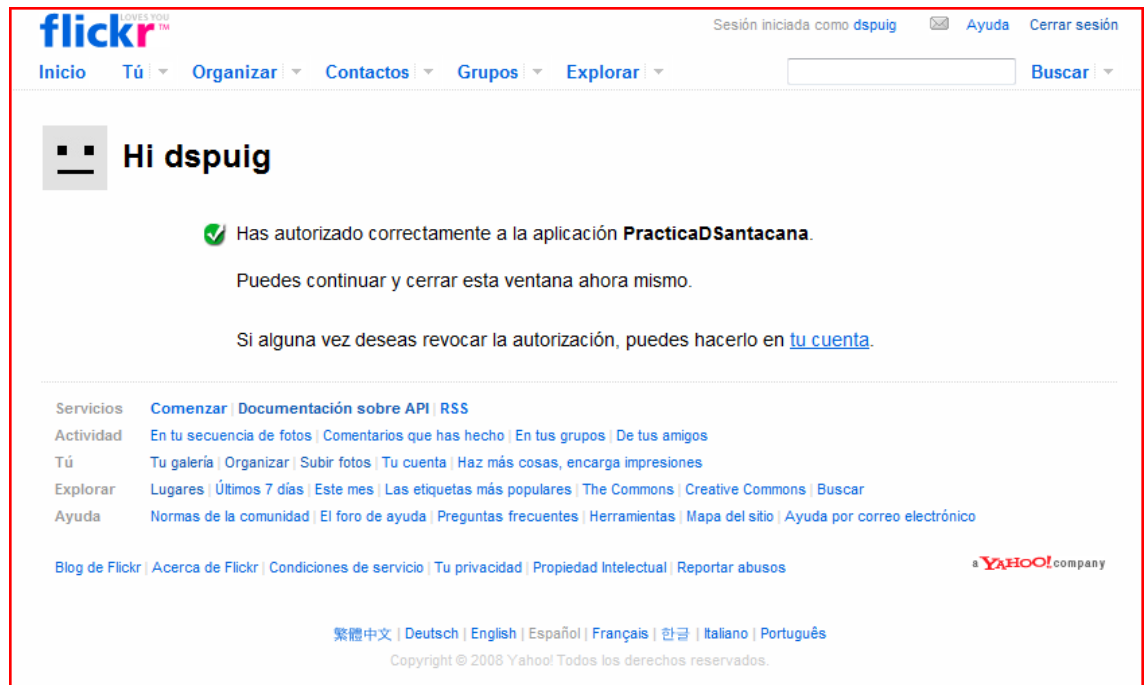 flickr LOVES YOU TM
Sesión iniciada como dspuig Ayuda Cerrar sesión
Inicio Tú Organizar Contactos Grupos Explorar Buscar
Hi dspuig
Has autorizado correctamente a la aplicación PracticaDSantacana.
Puedes continuar y cerrar esta ventana ahora mismo.
Si alguna vez deseas revocar la autorización, puedes hacerlo en tu cuenta.
Servicios Comenzar | Documentación sobre API | RSS
Actividad En tu secuencia de fotos | Comentarios que has hecho | En tus grupos | De tus amigos
Tú Tu galería | Organizar | Subir fotos | Tu cuenta | Haz más cosas, encarga impresiones
Explorar Lugares | Últimos 7 días | Este mes | Las etiquetas más populares | The Commons | Creative Commons | Buscar
Ayuda Normas de la comunidad | El foro de ayuda | Preguntas frecuentes | Herramientas | Mapa del sitio | Ayuda por correo electrónico
Blog de Flickr | Acerca de Flickr | Condiciones de servicio | Tu privacidad | Propiedad Intelectual | Reportar abusos a YAHOO! company
繁體中文 | Deutsch | English | Español | Français | 한글 | Italiano | Português
Copyright © 2008 Yahoo! Todos los derechos reservados.